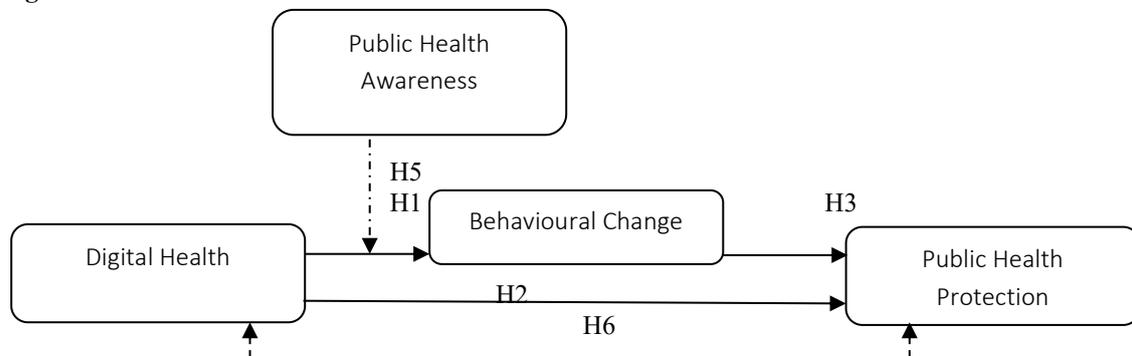 Public Health
Awareness
H5
H1
Behavioural Change
H3
Digital Health
Public Health
Protection
H2
H6